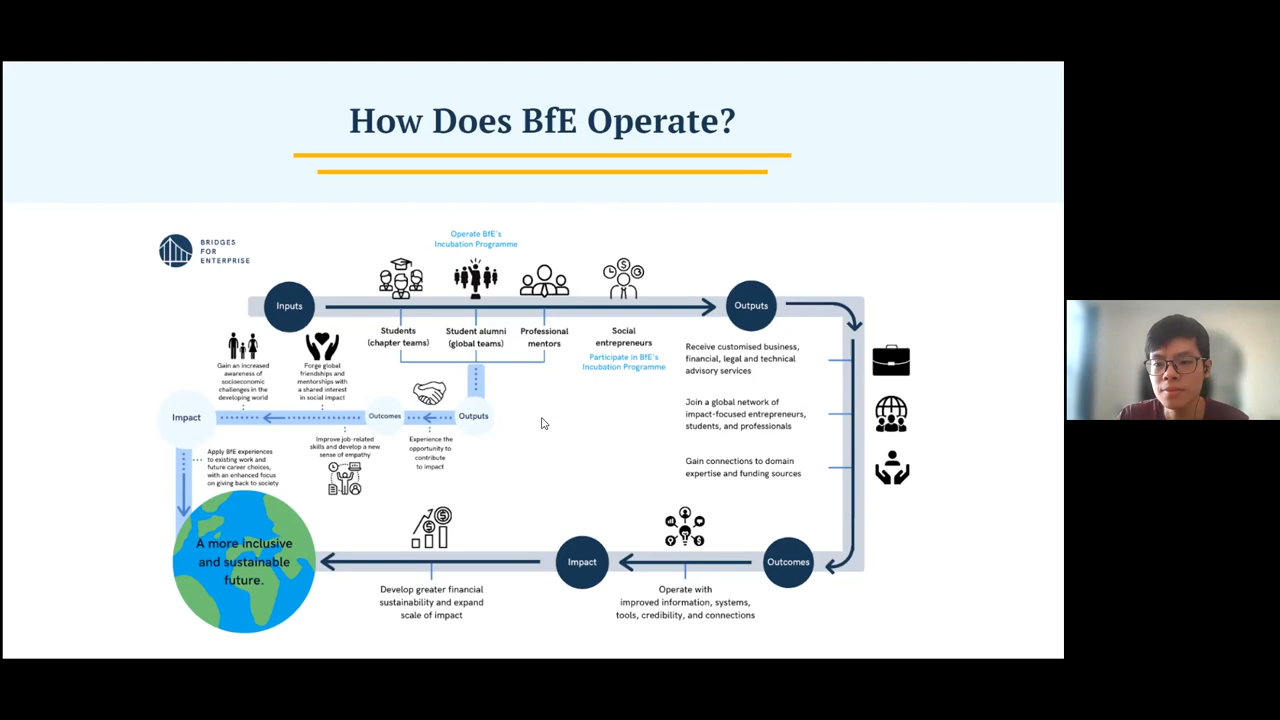 How Does BfE Operate?
BRIDGES
FOR
ENTERPRISE
Operate BfE's
Incubation Programme
Inputs
Outputs
Students
(chapter teams)
Student alumni
(global teams)
Professional
mentors
Social
entrepreneurs
Participate in BfE's
Incubation Programme
Receive customised business,
financial, legal and technical
advisory services
Join a global network of
impact-focused entrepreneurs,
students, and professionals
Gain connections to domain
expertise and funding sources
Gain an increased
awareness of
socioeconomic
challenges in the
developing world
Forge global
friendships and
mentorships with
a shared interest
in social impact
Impact
Outcomes
Outputs
Improve job-related
skills and develop a new
sense of empathy
Experience the
opportunity to
contribute
to impact
Apply BfE experiences
to existing work and
future career choices,
with an enhanced focus
on giving back to society
A more inclusive
and sustainable
future.
Impact
Outcomes
Develop greater financial
sustainability and expand
scale of impact
Operate with
improved information, systems,
tools, credibility, and connections